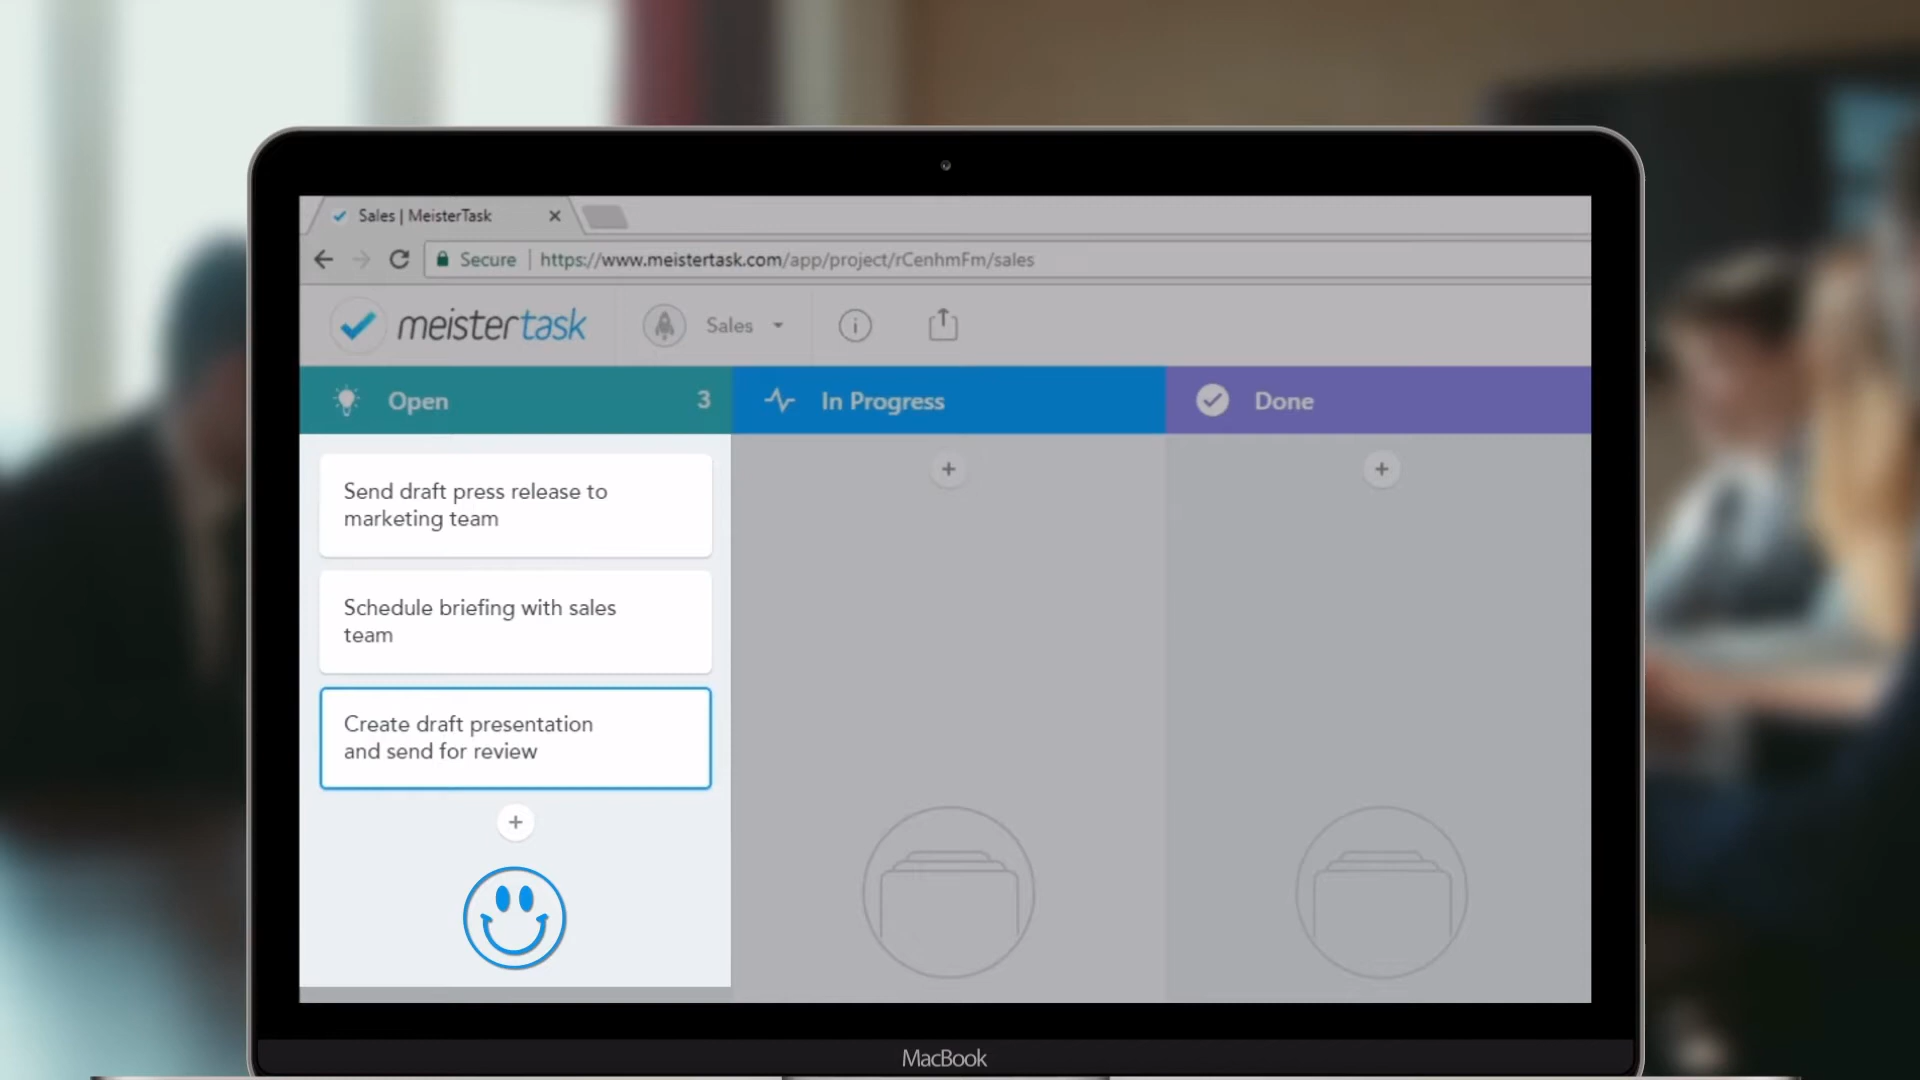 Sales | MeisterTask
Secure | https://www.meistertask.com/app/project/rCenhmFm/sales
meistertask
Sales
Open 3
In Progress
Done
Send draft press release to
marketing team
Schedule briefing with sales
team
Create draft presentation
and send for review
MacBook